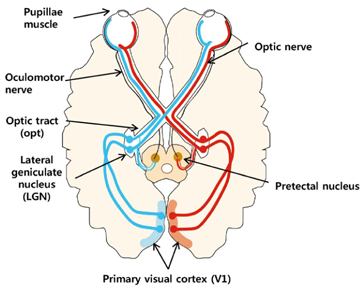 Pupillae
muscle
Optic nerve
Oculomotor
nerve
Optic tract
(opt)
Lateral
geniculate
nucleus
(LGN)
Pretectal nucleus
Primary visual cortex (V1)